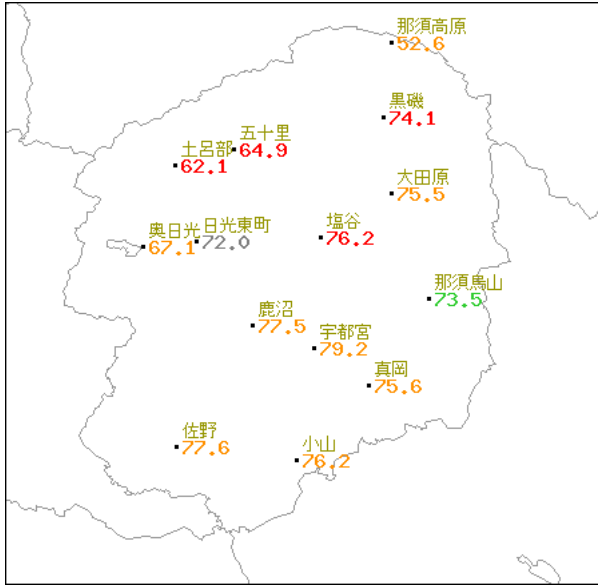 那須高原
52.6
黒磯
74.1
五十里
64.9
土呂部
62.1
大田原
75.5
日光東町
72.0
奥日光
67.1
塩谷
76.2
那須烏山
73.5
鹿沼
77.5
宇都宮
79.2
真岡
75.6
佐野
77.6
小山
76.2